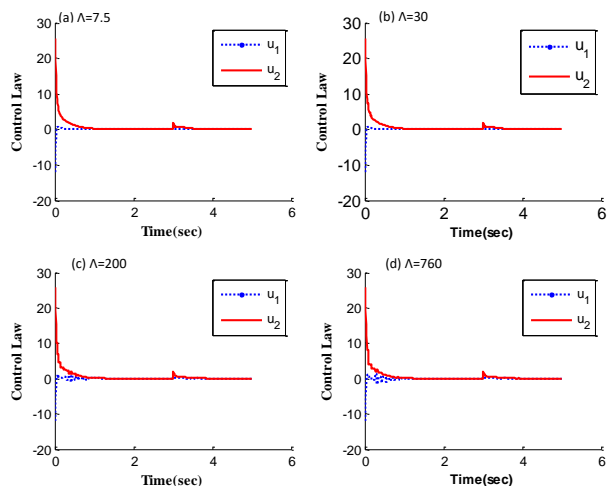 (a) Λ=7.5
30
20
10
0
-10
-20
Control Law
0 2 4 6
Time(sec)
u1
u2
(b) Λ=30
30
20
10
0
-10
-20
Control Law
0 2 4 6
Time(sec)
u1
u2
(c) Λ=200
30
20
10
0
-10
-20
Control Law
0 2 4 6
Time(sec)
u1
u2
(d) Λ=760
30
20
10
0
-10
-20
Control Law
0 2 4 6
Time(sec)
u1
u2